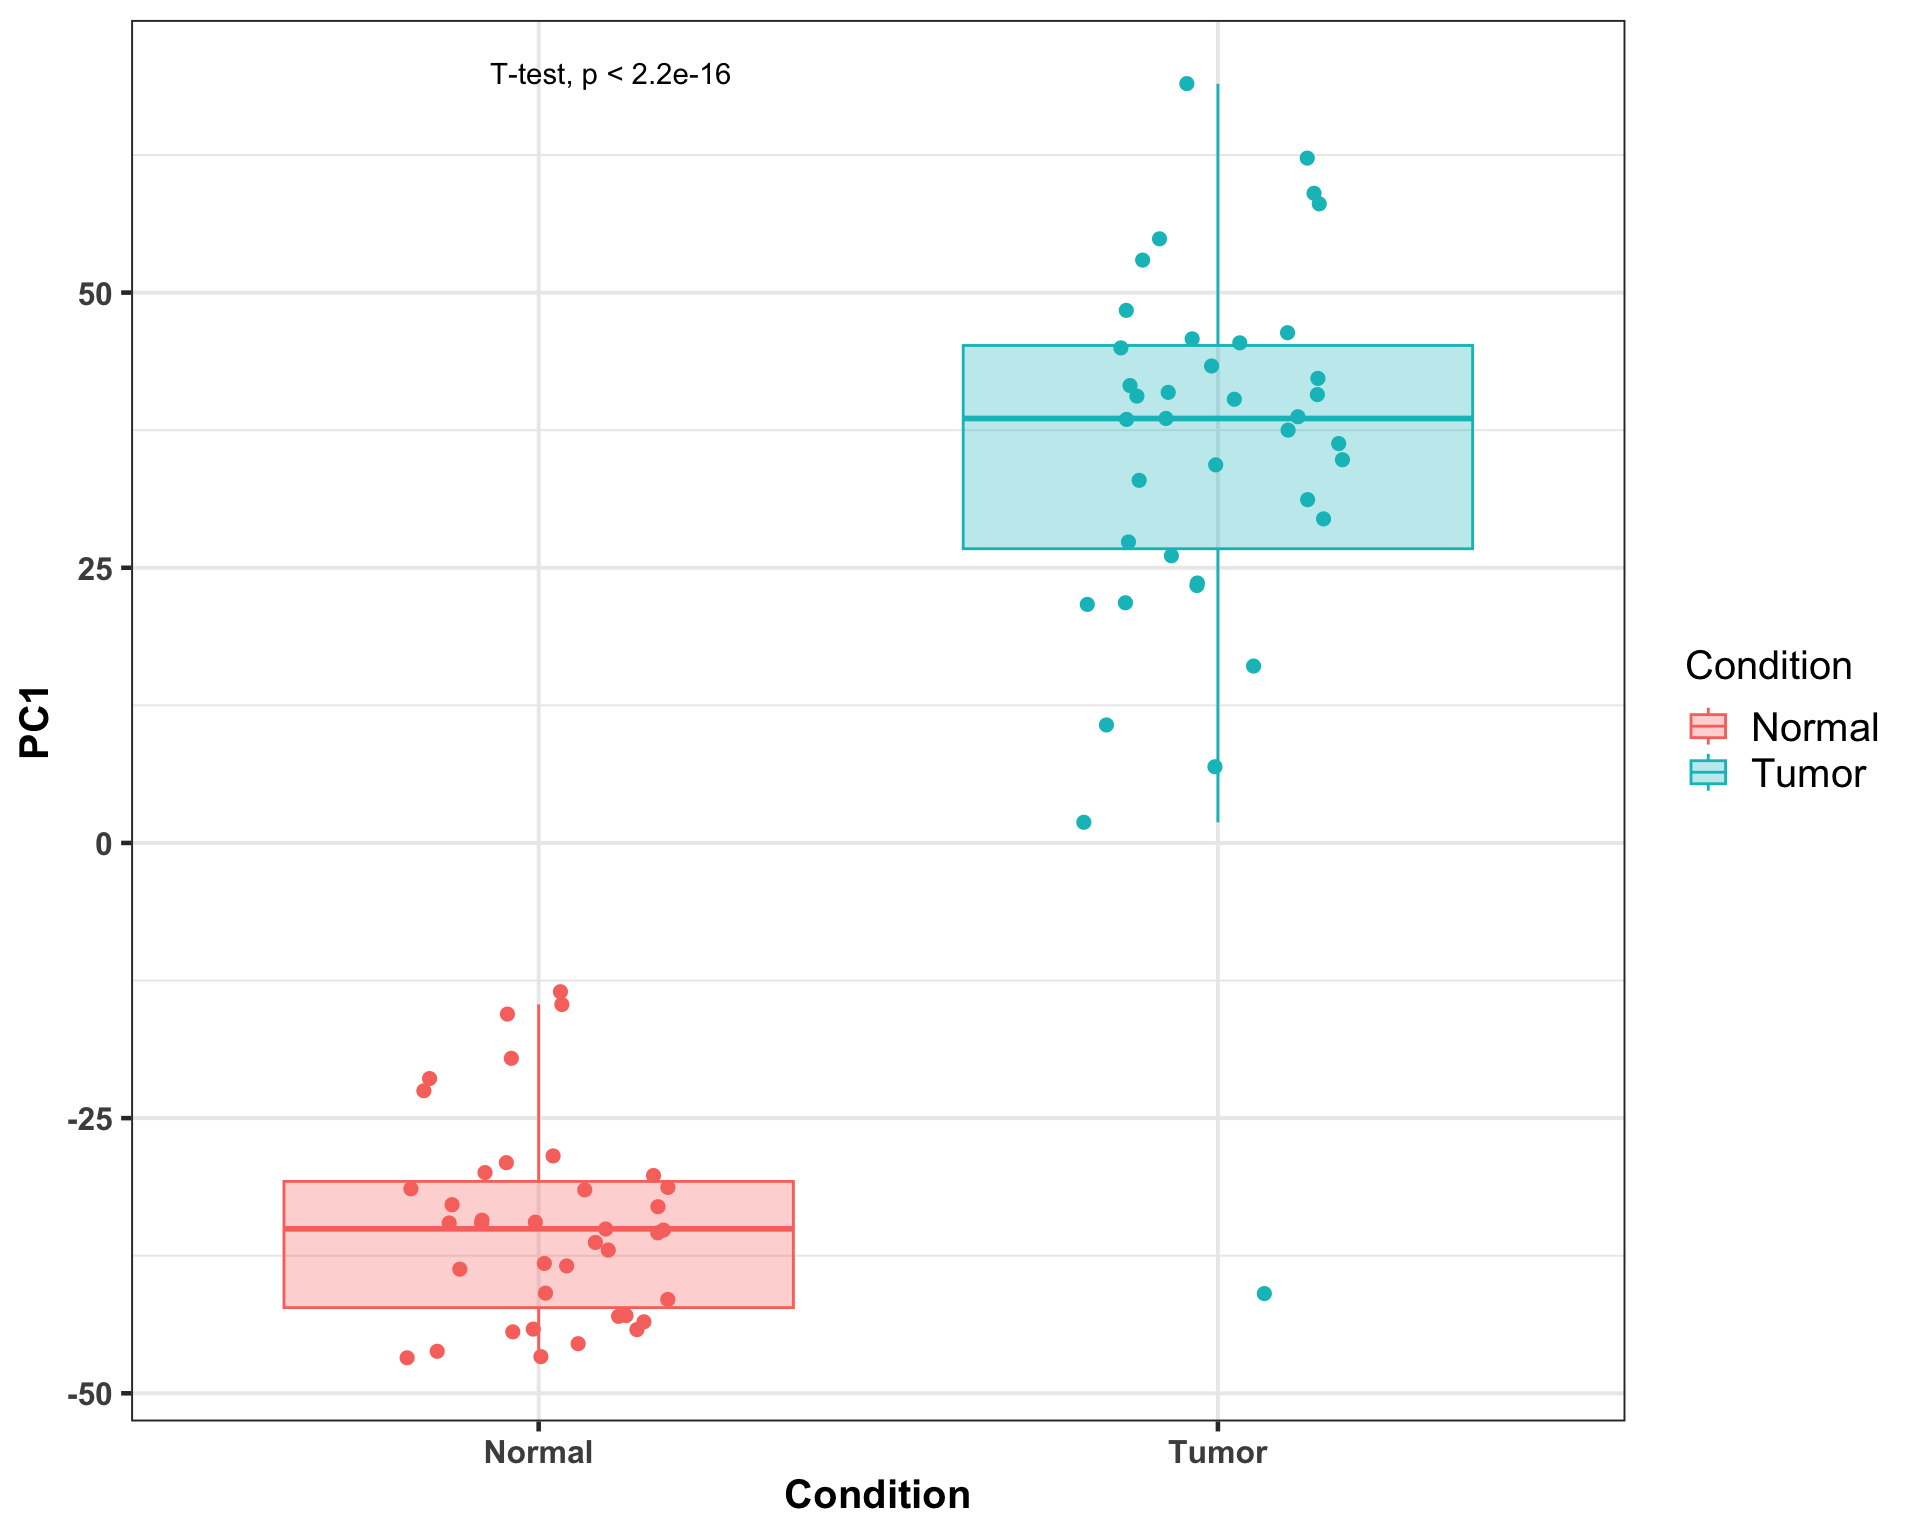 T-test, p < 2.2e-16
50
25
0
-25
-50
PC1
Normal
Tumor
Condition
Condition
Normal
Tumor